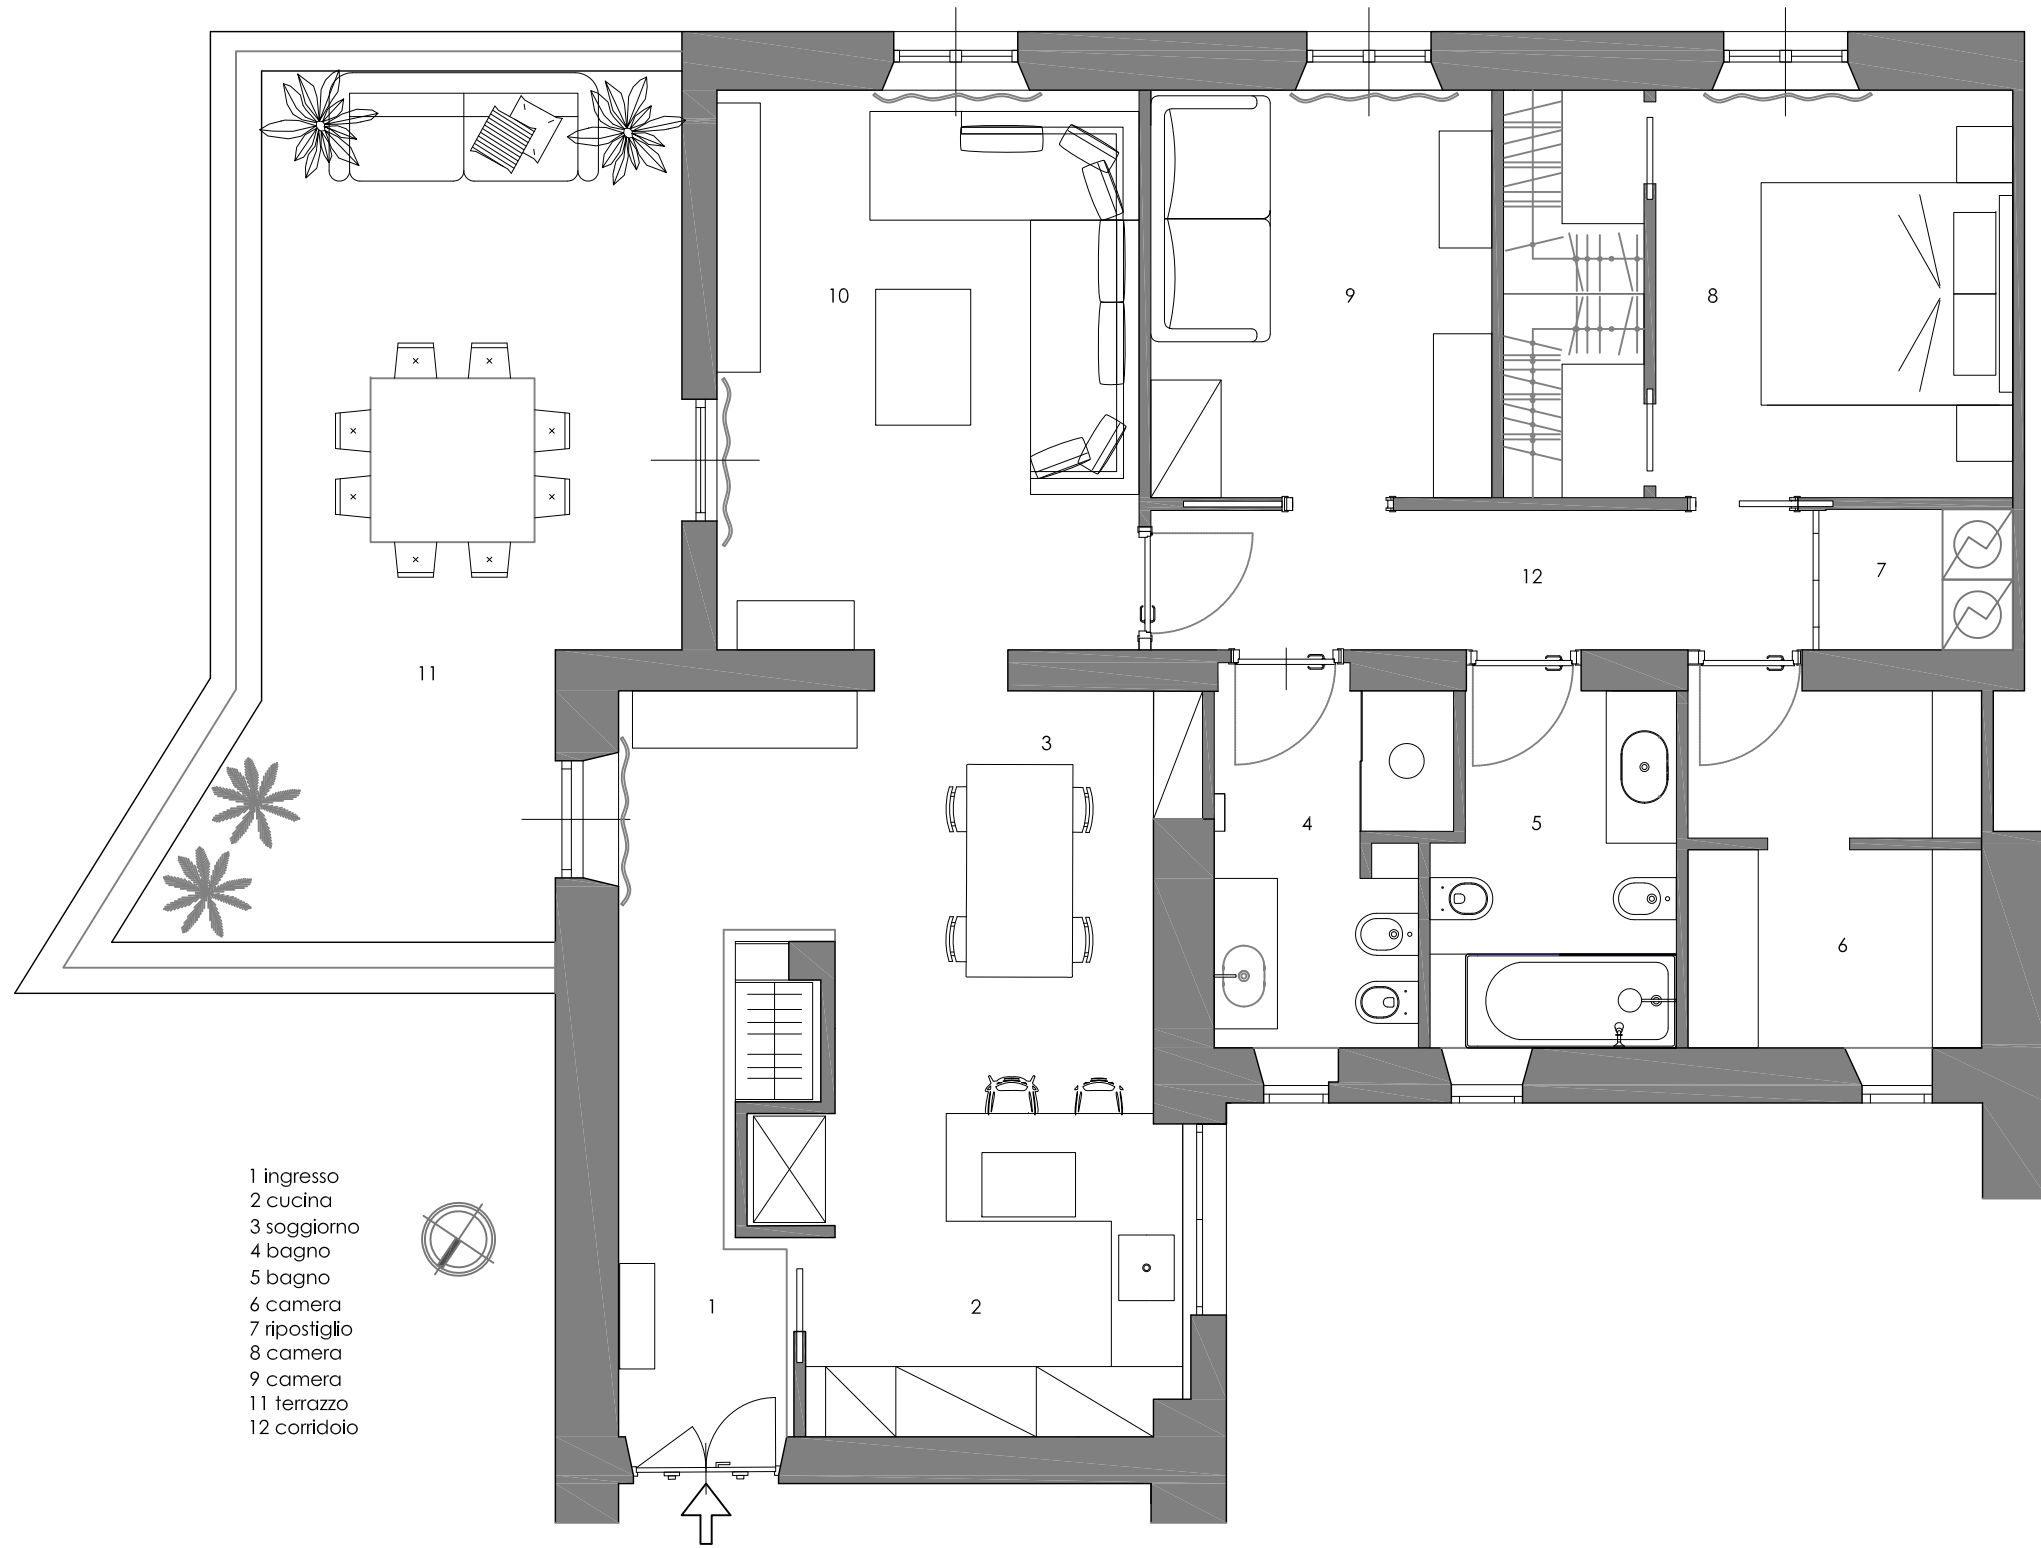 10
9
8
12
7
11
3
4
5
6
1
2
1 ingresso
2 cucina
3 soggiorno
4 bagno
5 bagno
6 camera
7 ripostiglio
8 camera
9 camera
11 terrazzo
12 corridoio